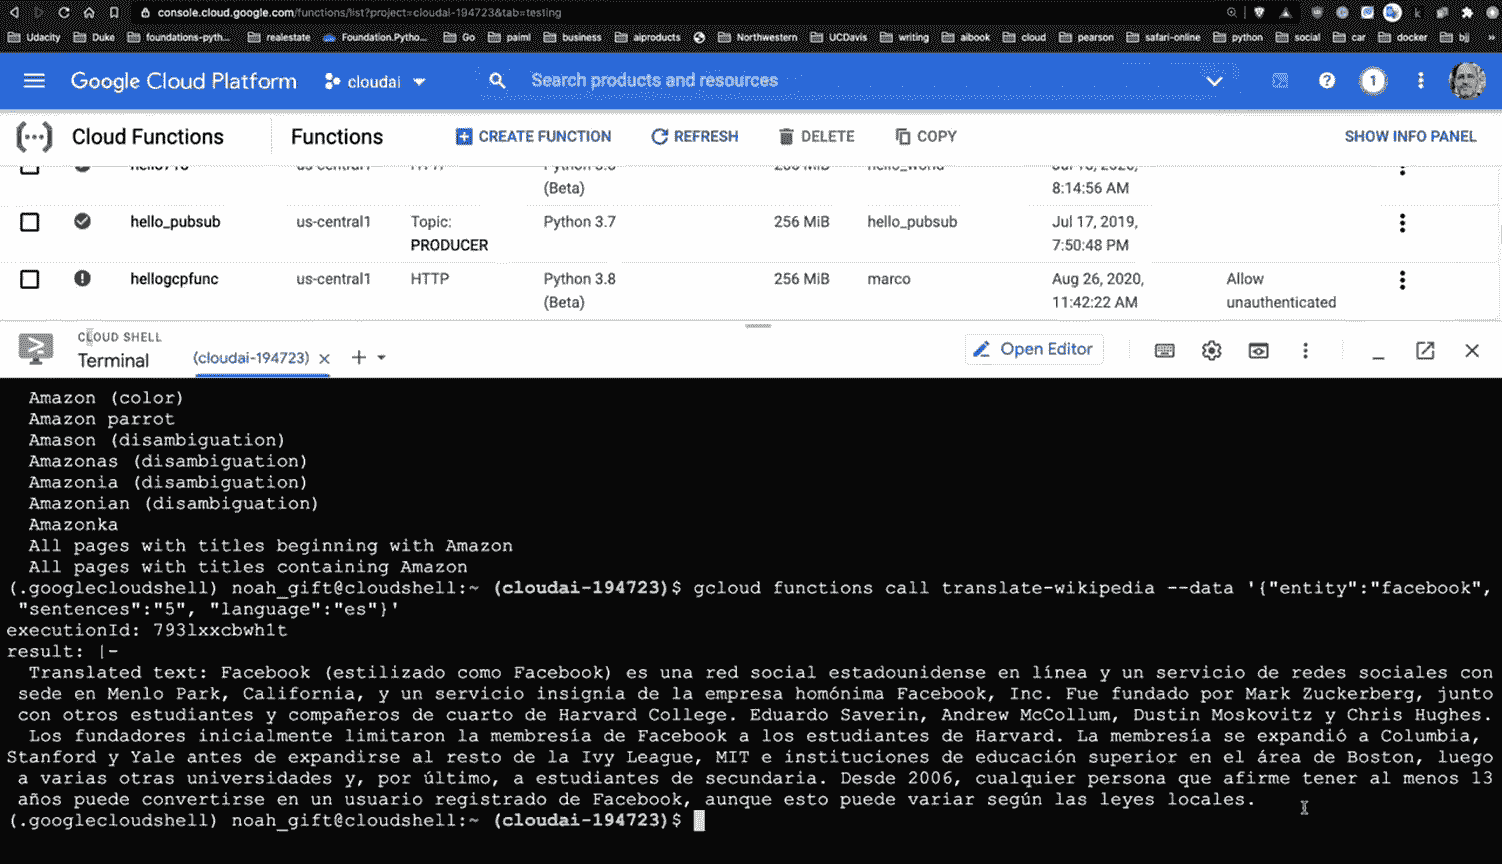 console.cloud.google.com/functions/list?project=cloudai-194723&tab=testing
Udacity Duke foundations-pyth... realestate Foundation.Pytho... Go paiml business aiproducts Northwestern UCDavis writing aibook cloud pearson safari-online python social car docker bjj »
Google Cloud Platform cloudai Search products and resources ? 1
Cloud Functions Functions CREATE FUNCTION REFRESH DELETE COPY SHOW INFO PANEL
us-central1 HTTP 256 MiB hello_world
(Beta) 8:14:56 AM
hello_pubsub us-central1 Topic: Python 3.7 256 MiB hello_pubsub Jul 17, 2019,
PRODUCER 7:50:48 PM
hellogcpfunc us-central1 HTTP Python 3.8 256 MiB marco Aug 26, 2020, Allow
(Beta) 11:42:22 AM unauthenticated
CLOUD SHELL
Terminal (cloudai-194723) Open Editor
Amazon (color)
Amazon parrot
Amason (disambiguation)
Amazonas (disambiguation)
Amazonia (disambiguation)
Amazonian (disambiguation)
Amazonka
All pages with titles beginning with Amazon
All pages with titles containing Amazon
(.googlecloudshell) noah_gift@cloudshell:~ (cloudai-194723)$ gcloud functions call translate-wikipedia --data '{"entity":"facebook",
"sentences":"5", "language":"es"}'
executionId: 793lxxcbwh1t
result: |-
Translated text: Facebook (estilizado como Facebook) es una red social estadounidense en línea y un servicio de redes sociales con
sede en Menlo Park, California, y un servicio insignia de la empresa homónima Facebook, Inc. Fue fundado por Mark Zuckerberg, junto
con otros estudiantes y compañeros de cuarto de Harvard College. Eduardo Saverin, Andrew McCollum, Dustin Moskovitz y Chris Hughes.
Los fundadores inicialmente limitaron la membresía de Facebook a los estudiantes de Harvard. La membresía se expandió a Columbia,
Stanford y Yale antes de expandirse al resto de la Ivy League, MIT e instituciones de educación superior en el área de Boston, luego
a varias otras universidades y, por último, a estudiantes de secundaria. Desde 2006, cualquier persona que afirme tener al menos 13
años puede convertirse en un usuario registrado de Facebook, aunque esto puede variar según las leyes locales.
(.googlecloudshell) noah_gift@cloudshell:~ (cloudai-194723)$